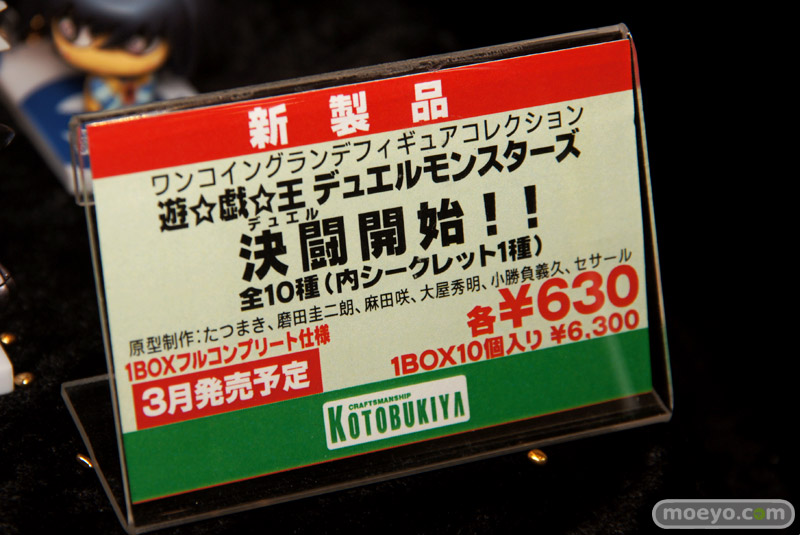 新製品
ワンコイングランデフィギュアコレクション
遊☆戯☆王 デュエルモンスターズ
デュエル
決闘開始!!
全10種(内シークレット1種)
原型制作:たつまき、磨田圭二朗、麻田咲、大屋秀明、小勝負義久、セサール
1BOXフルコンプリート仕様
各¥630
3月発売予定
1BOX10個入り ¥6,300
CRAFTSMANSHIP
KOTOBUKIYA
moeyo.com